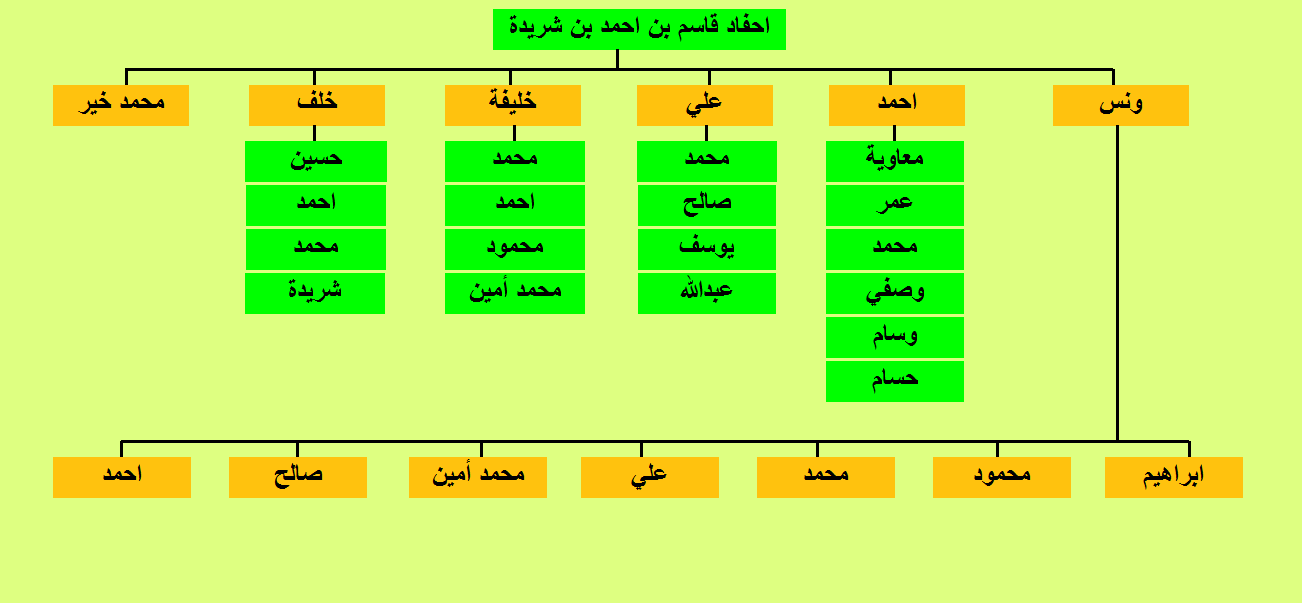 احفاد قاسم بن احمد بن شريدة
ونس
احمد
علي
خليفة
خلف
محمد خير
معاوية
عمر
محمد
وصفي
وسام
حسام
محمد
صالح
يوسف
عبدالله
محمد
احمد
محمود
محمد أمين
حسين
احمد
محمد
شريدة
ابراهيم
محمود
محمد
علي
محمد أمين
صالح
احمد